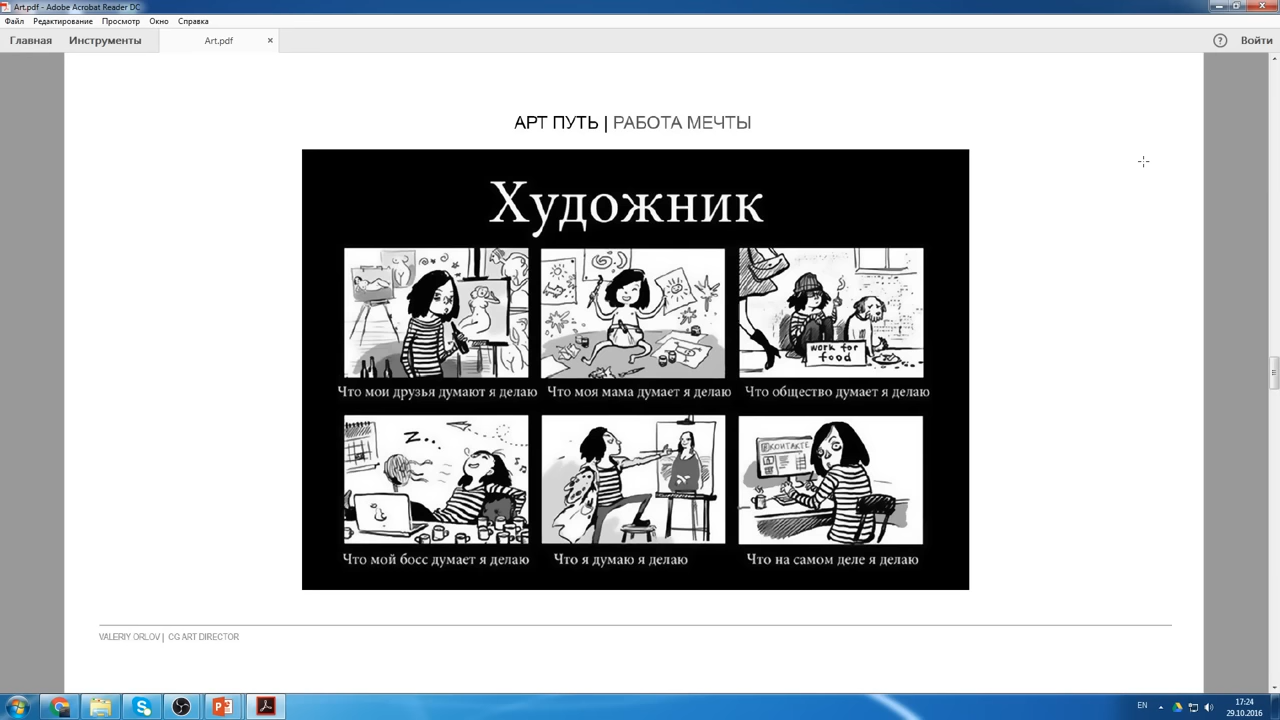 Art.pdf - Adobe Acrobat Reader DC
Файл Редактирование Просмотр Окно Справка
Главная Инструменты Art.pdf × ? Войти
АРТ ПУТЬ | РАБОТА МЕЧТЫ
Художник
work for
food
Что мои друзья думают я делаю Что моя мама думает я делаю Что общество думает я делаю
z..
КОНТАКТЕ
Что мой босс думает я делаю Что я думаю я делаю Что на самом деле я делаю
VALERIY ORLOV | CG ART DIRECTOR
EN 17:24
29.10.2016